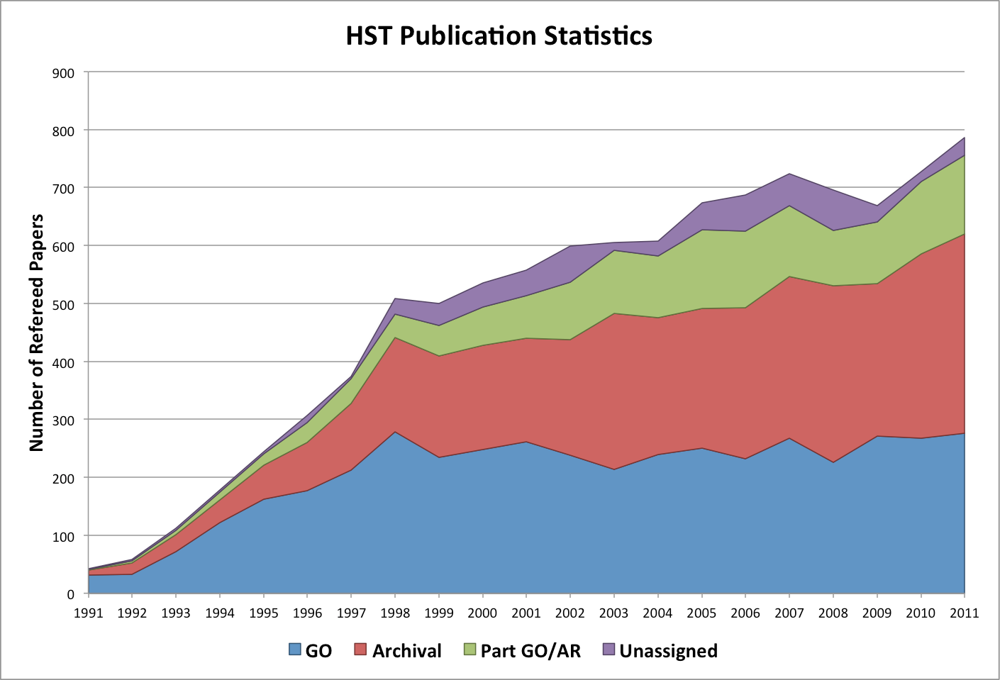 HST Publication Statistics
Number of Refereed Papers
900
800
700
600
500
400
300
200
100
0
1991 1992 1993 1994 1995 1996 1997 1998 1999 2000 2001 2002 2003 2004 2005 2006 2007 2008 2009 2010 2011
GO Archival Part GO/AR Unassigned